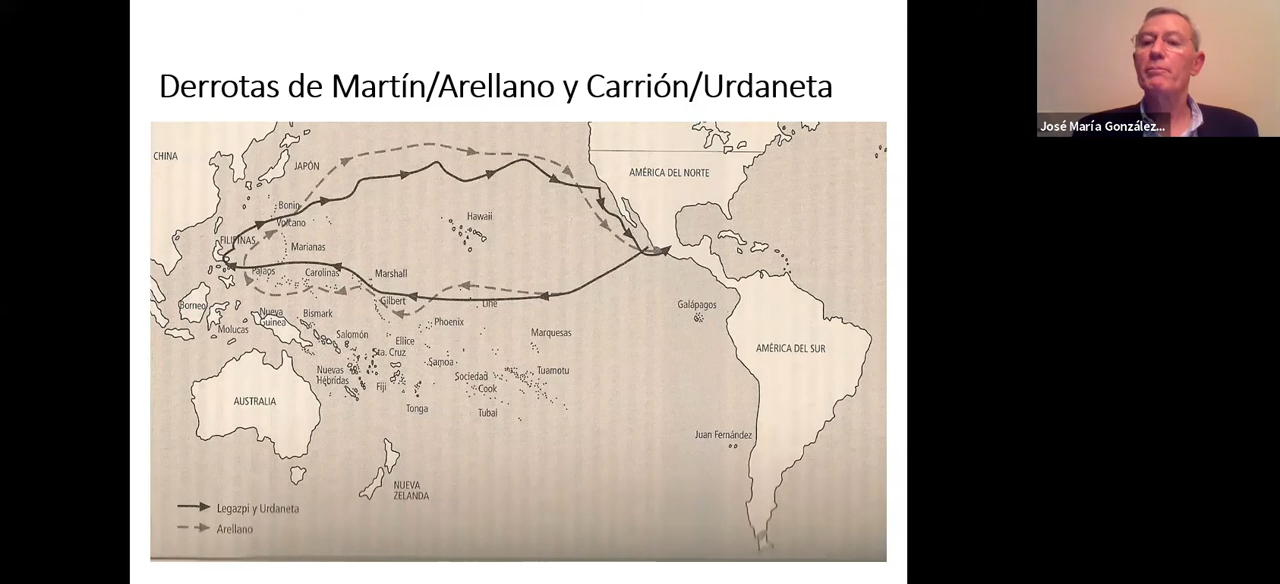 Derrotas de Martín/Arellano y Carrión/Urdaneta
CHINA
JAPÓN
AMÉRICA DEL NORTE
Bonin
Volcano
Hawaii
FILIPINAS
Marianas
Palaos
Carolinas
Marshall
Borneo
Gilbert
Line
Galápagos
Nueva
Guinea
Bismark
Molucas
Phoenix
Salomón
Ellice
Marquesas
Sta. Cruz
AMÉRICA DEL SUR
Samoa
Nuevas
Hébridas
Fiji
Sociedad
Tuamotu
Cook
AUSTRALIA
Tonga
Tubai
Juan Fernández
NUEVA
ZELANDA
Legazpi y Urdaneta
Arellano
José María González...